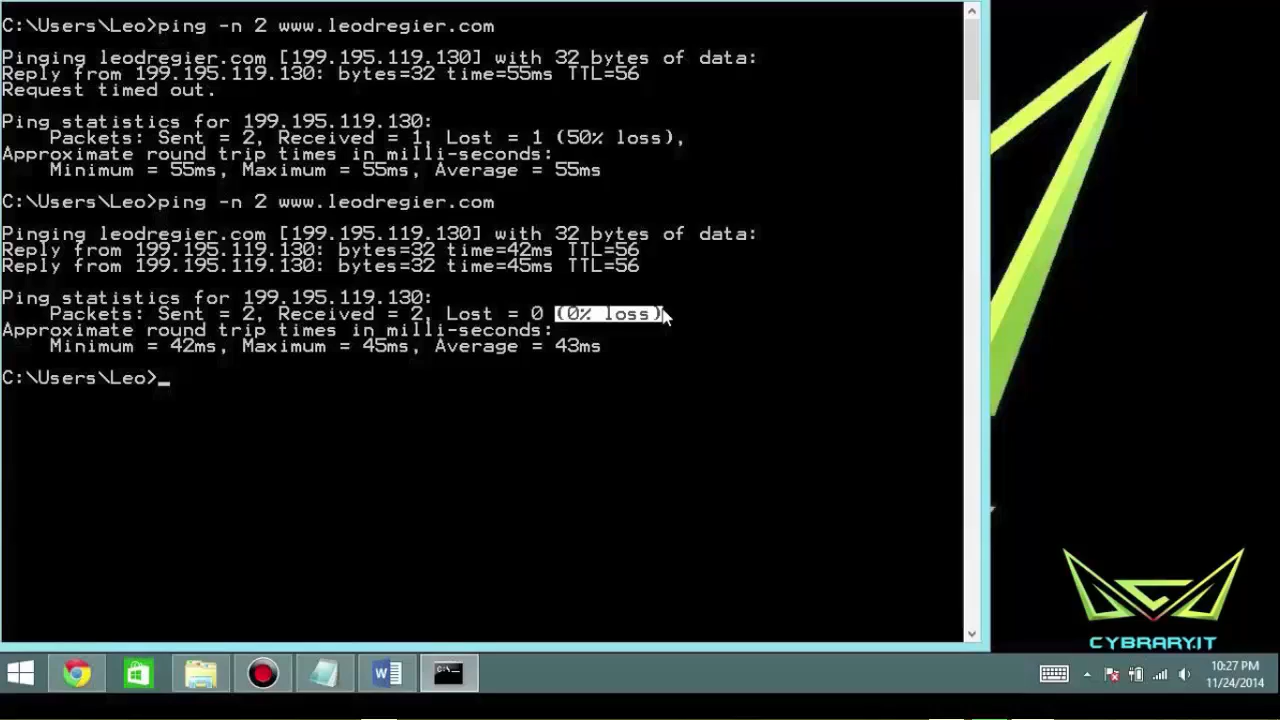 C:\Users\Leo>ping -n 2 www.leodregier.com
Pinging leodregier.com [199.195.119.130] with 32 bytes of data:
Reply from 199.195.119.130: bytes=32 time=55ms TTL=56
Request timed out.
Ping statistics for 199.195.119.130:
Packets: Sent = 2, Received = 1, Lost = 1 (50% loss),
Approximate round trip times in milli-seconds:
Minimum = 55ms, Maximum = 55ms, Average = 55ms
C:\Users\Leo>ping -n 2 www.leodregier.com
Pinging leodregier.com [199.195.119.130] with 32 bytes of data:
Reply from 199.195.119.130: bytes=32 time=42ms TTL=56
Reply from 199.195.119.130: bytes=32 time=45ms TTL=56
Ping statistics for 199.195.119.130:
Packets: Sent = 2, Received = 2, Lost = 0 (0% loss)
Approximate round trip times in milli-seconds:
Minimum = 42ms, Maximum = 45ms, Average = 43ms
C:\Users\Leo>_
CYBRARY.IT
10:27 PM
11/24/2014